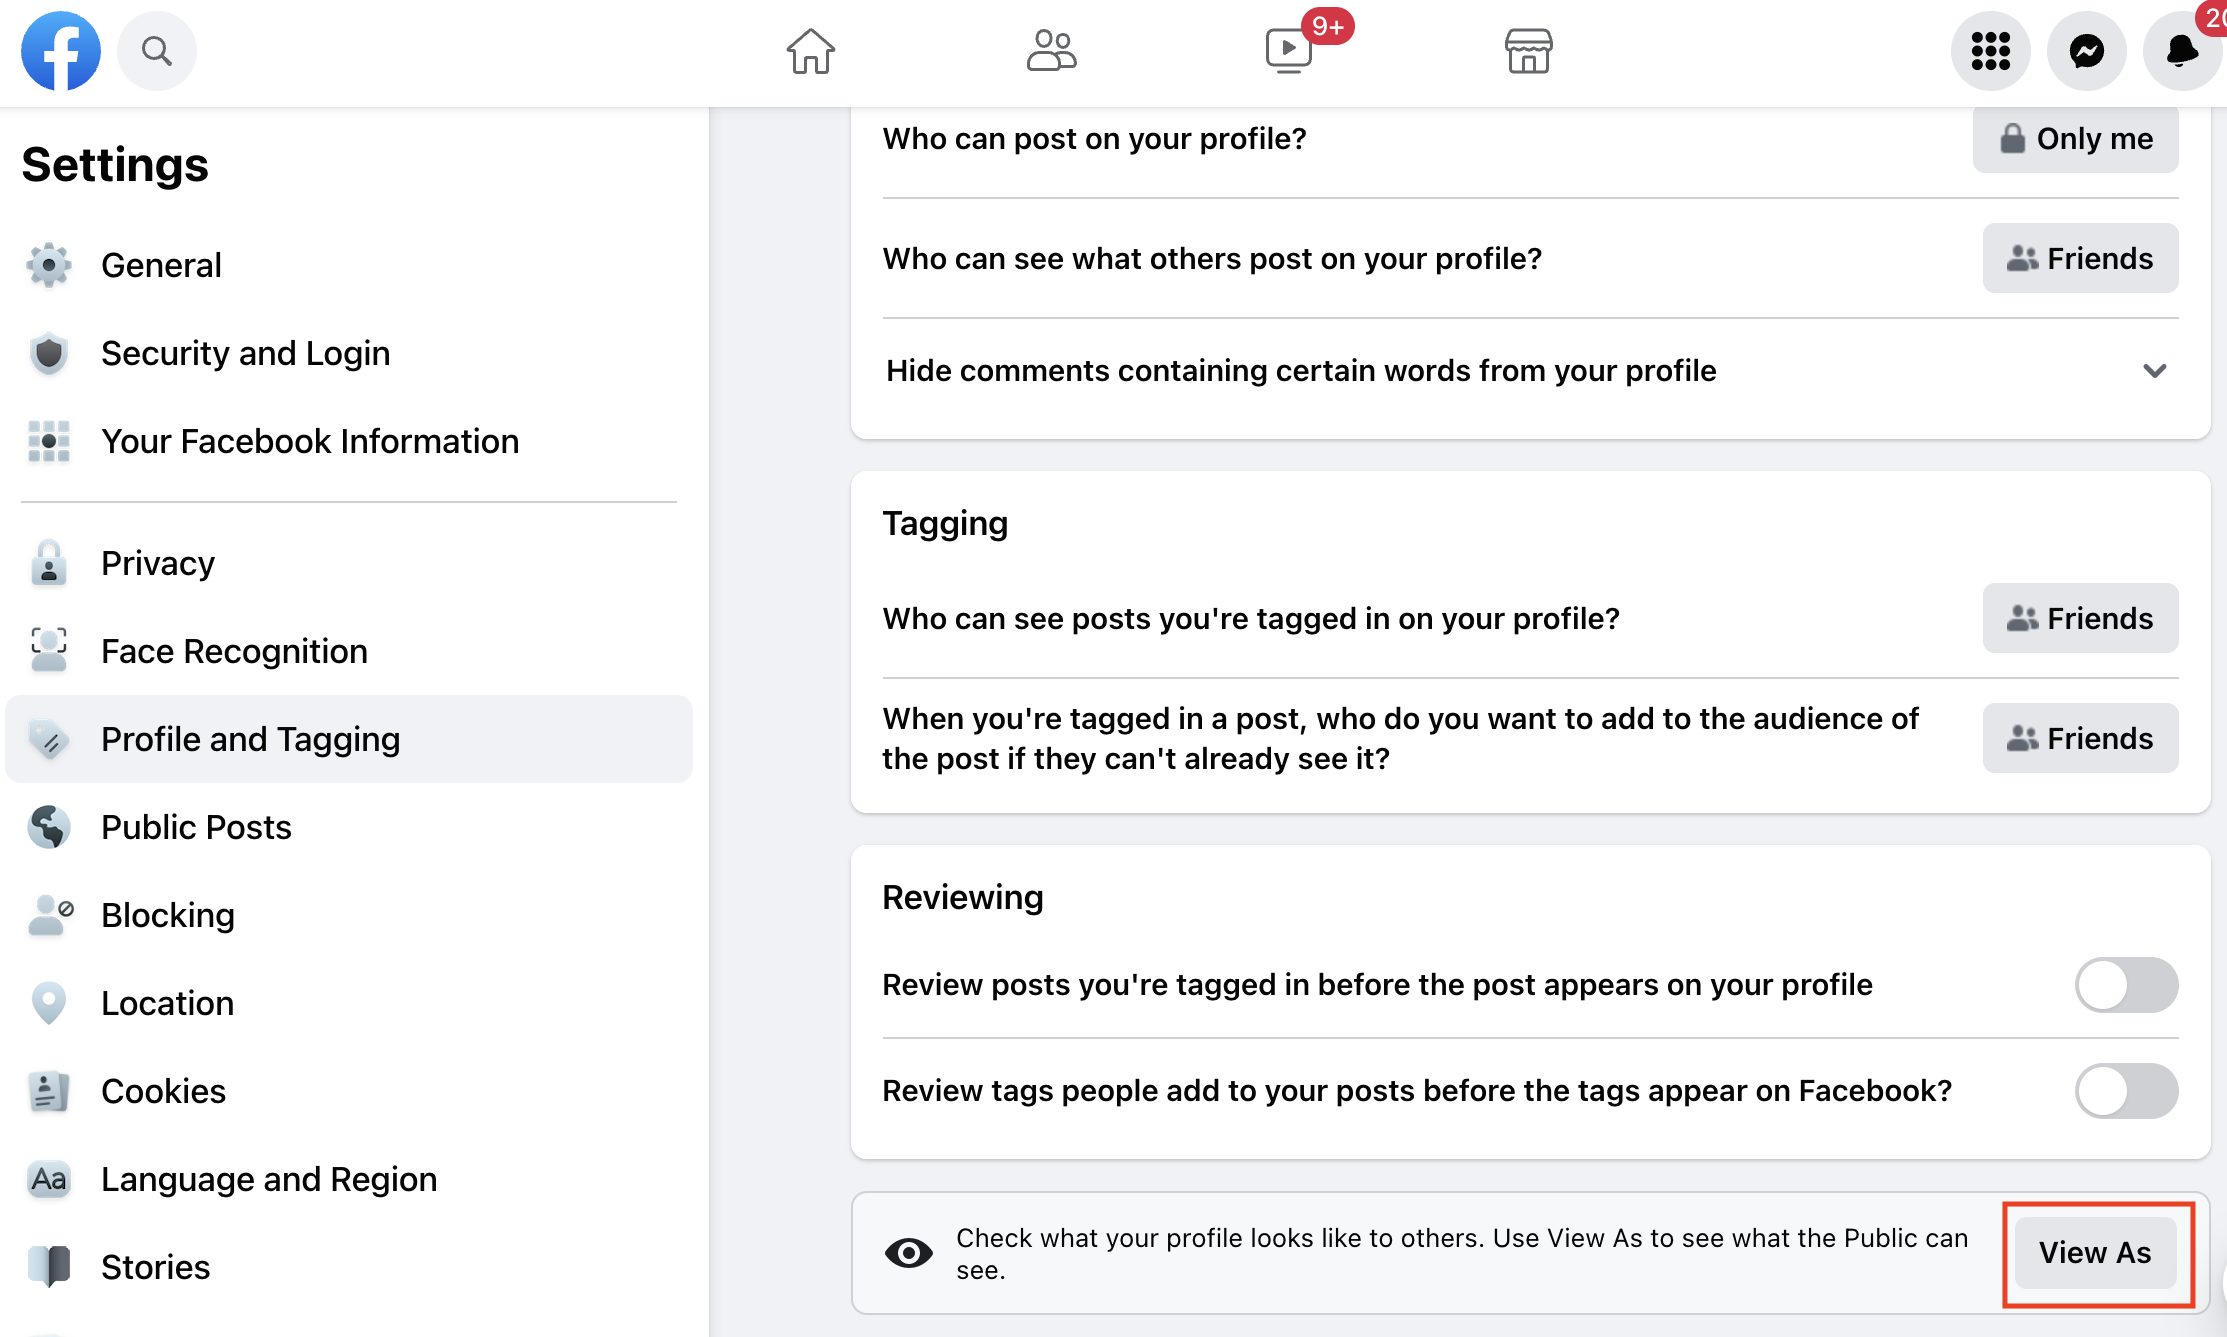 9+
20
Settings
General
Security and Login
Your Facebook Information
Privacy
Face Recognition
Profile and Tagging
Public Posts
Blocking
Location
Cookies
Aa
Language and Region
Stories
Who can post on your profile?
Only me
Who can see what others post on your profile?
Friends
Hide comments containing certain words from your profile
Tagging
Who can see posts you're tagged in on your profile?
Friends
When you're tagged in a post, who do you want to add to the audience of
the post if they can't already see it?
Friends
Reviewing
Review posts you're tagged in before the post appears on your profile
Review tags people add to your posts before the tags appear on Facebook?
Check what your profile looks like to others. Use View As to see what the Public can
see.
View As